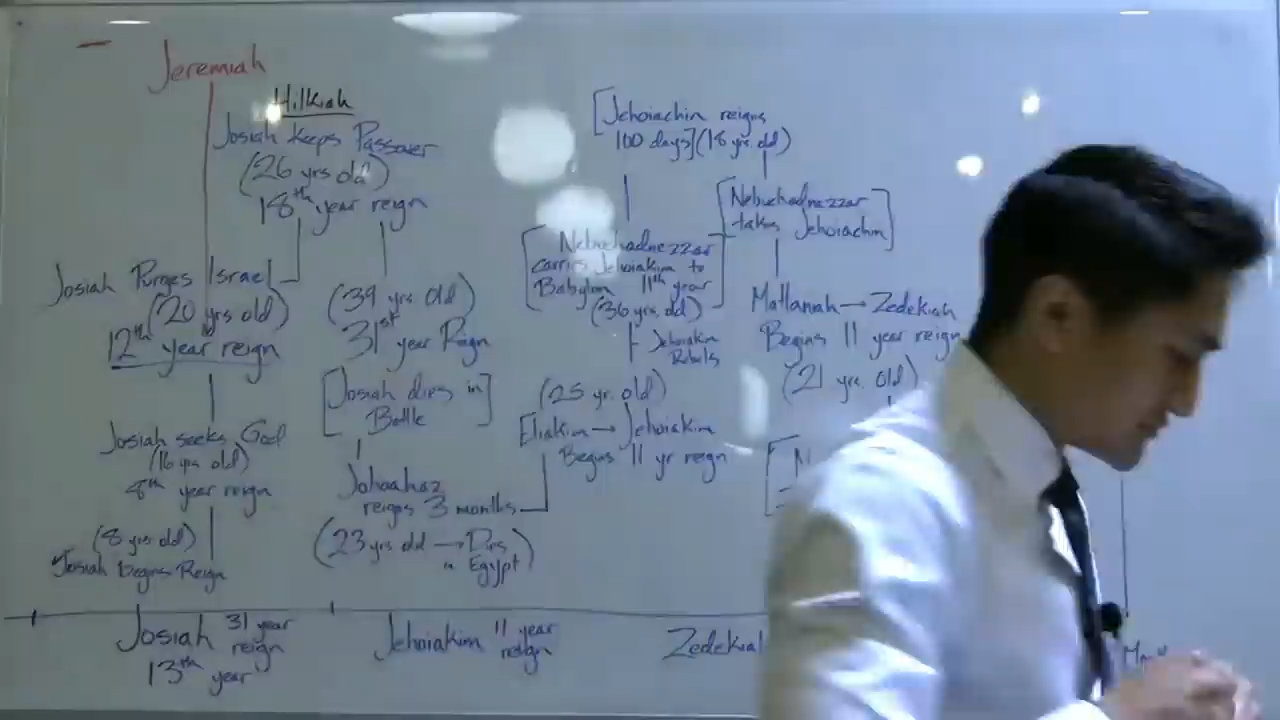 Jeremiah
Hilkiah
Josiah Keeps Passover
(26 yrs old)
18th year reign
Josiah Purges Israel
(20 yrs old)
12th year reign
Josiah seeks God
(16 yrs old)
8th year reign
(8 yrs old)
Josiah Begins Reign
(39 yrs Old)
31st year Reign
[Josiah dies in
Battle]
Jehoahaz
reigns 3 months
(23 yrs old → Dies
in Egypt)
[Jehoiachin reigns
100 days] (18 yrs. old)
[Nebuchadnezzar
takes Jehoiachin]
[Nebuchadnezzar
carries Jehoiakim to
Babylon 11th year]
(36 yrs. old)
Jehoiakim
Rebels
(25 yr. old)
Eliakim → Jehoiakim
Begins 11 yr reign
Mattaniah → Zedekiah
Begins 11 year reign
(21 yrs. Old)
[N
Josiah 31 year
reign
13th year
Jehoiakim 11 year
reign
Zedekiah